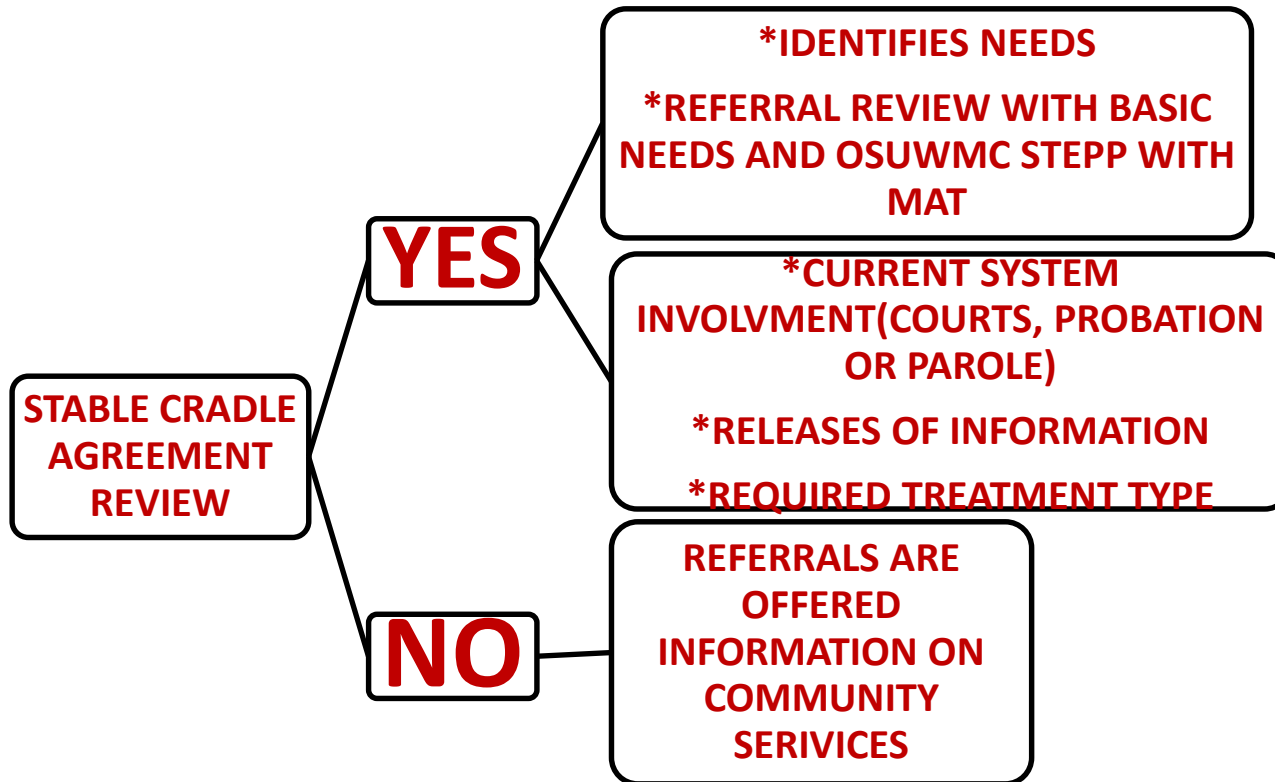 *IDENTIFIES NEEDS
*REFERRAL REVIEW WITH BASIC
NEEDS AND OSUWMC STEPP WITH
MAT
YES
*CURRENT SYSTEM
INVOLVMENT(COURTS, PROBATION
OR PAROLE)
*RELEASES OF INFORMATION
*REQUIRED TREATMENT TYPE
STABLE CRADLE
AGREEMENT
REVIEW
NO
REFERRALS ARE
OFFERED
INFORMATION ON
COMMUNITY
SERIVICES